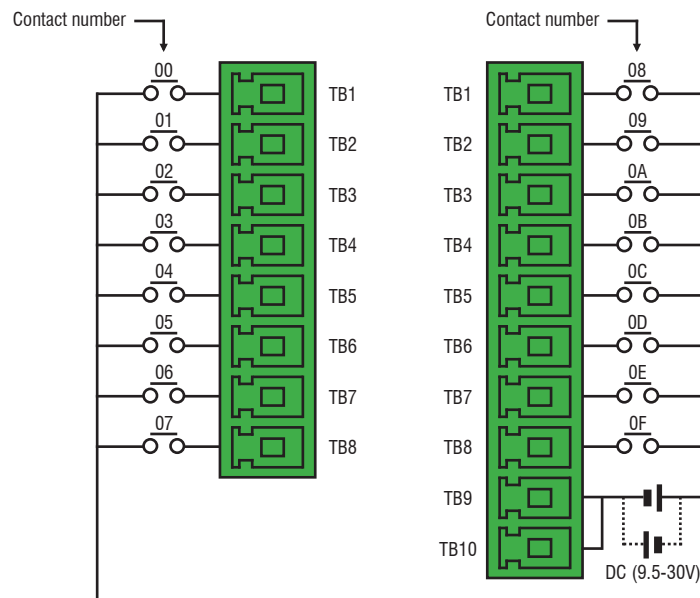 Contact number
00
TB1
01
TB2
02
TB3
03
TB4
04
TB5
05
TB6
06
TB7
07
TB8
Contact number
08
TB1
09
TB2
0A
TB3
0B
TB4
0C
TB5
0D
TB6
0E
TB7
0F
TB8
TB9
TB10
DC (9.5-30V)